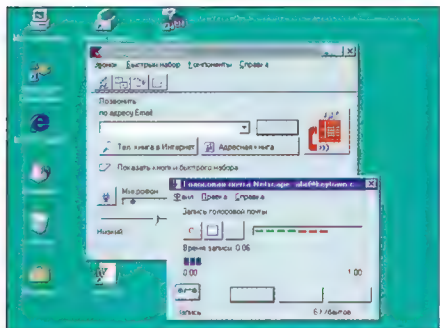 Звонок Быстрый набор Компоненты Справка
Позвонить
по адресу Email
Тел. книга в Интернет Адресная книга
Показать кнопки быстрого набора
Микрофон
Низкий
Голосовая почта Netscape
Файл Правка Справка
Запись голосовой почты
Время записи: 0.06
0.00 1.00
Запись